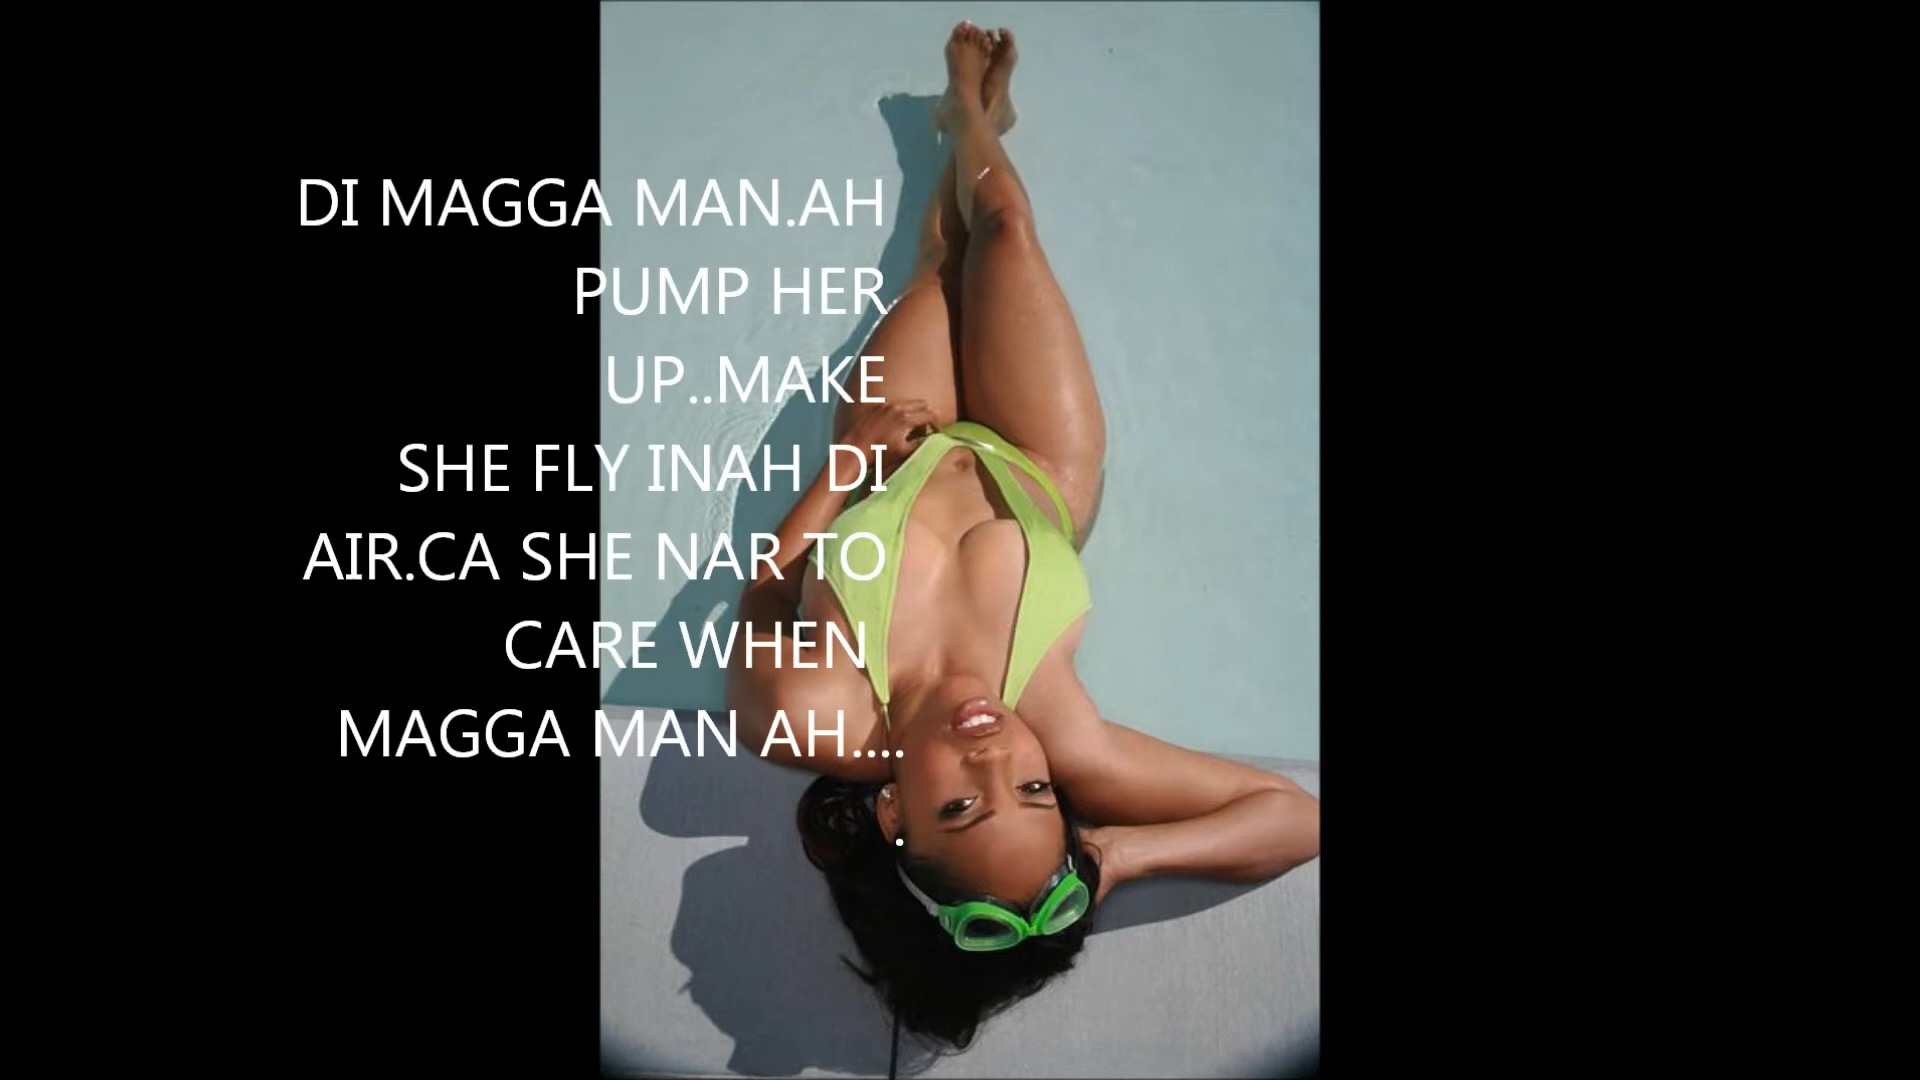 DI MAGGA MAN.AH
PUMP HER
UP..MAKE
SHE FLY INAH DI
AIR.CA SHE NAR TO
CARE WHEN
MAGGA MAN AH....
.